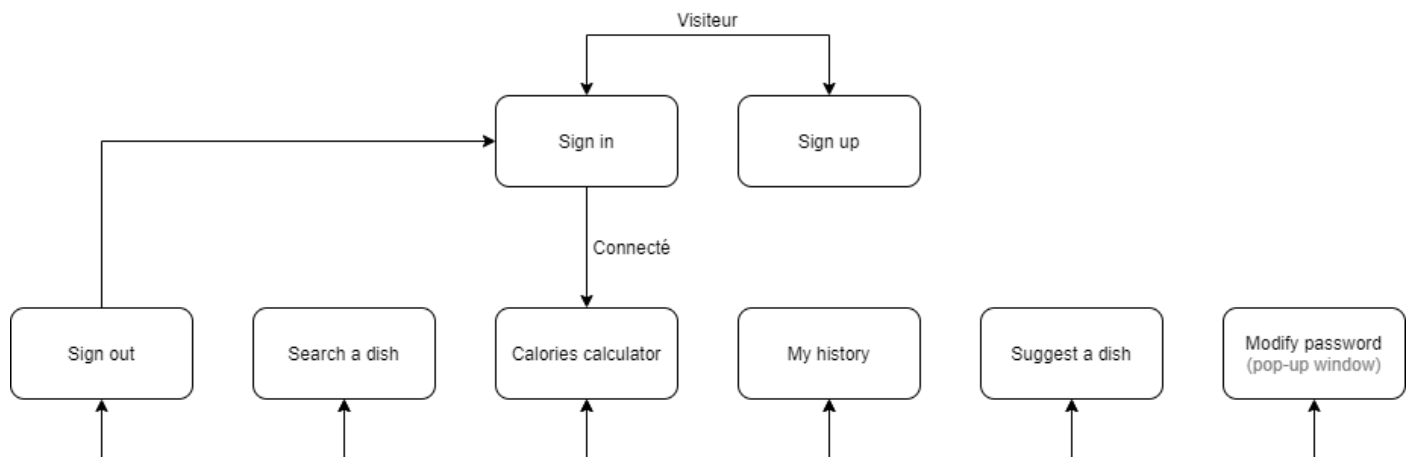 Visiteur
Sign in
Sign up
Connecté
Sign out
Search a dish
Calories calculator
My history
Suggest a dish
Modify password
(pop-up window)